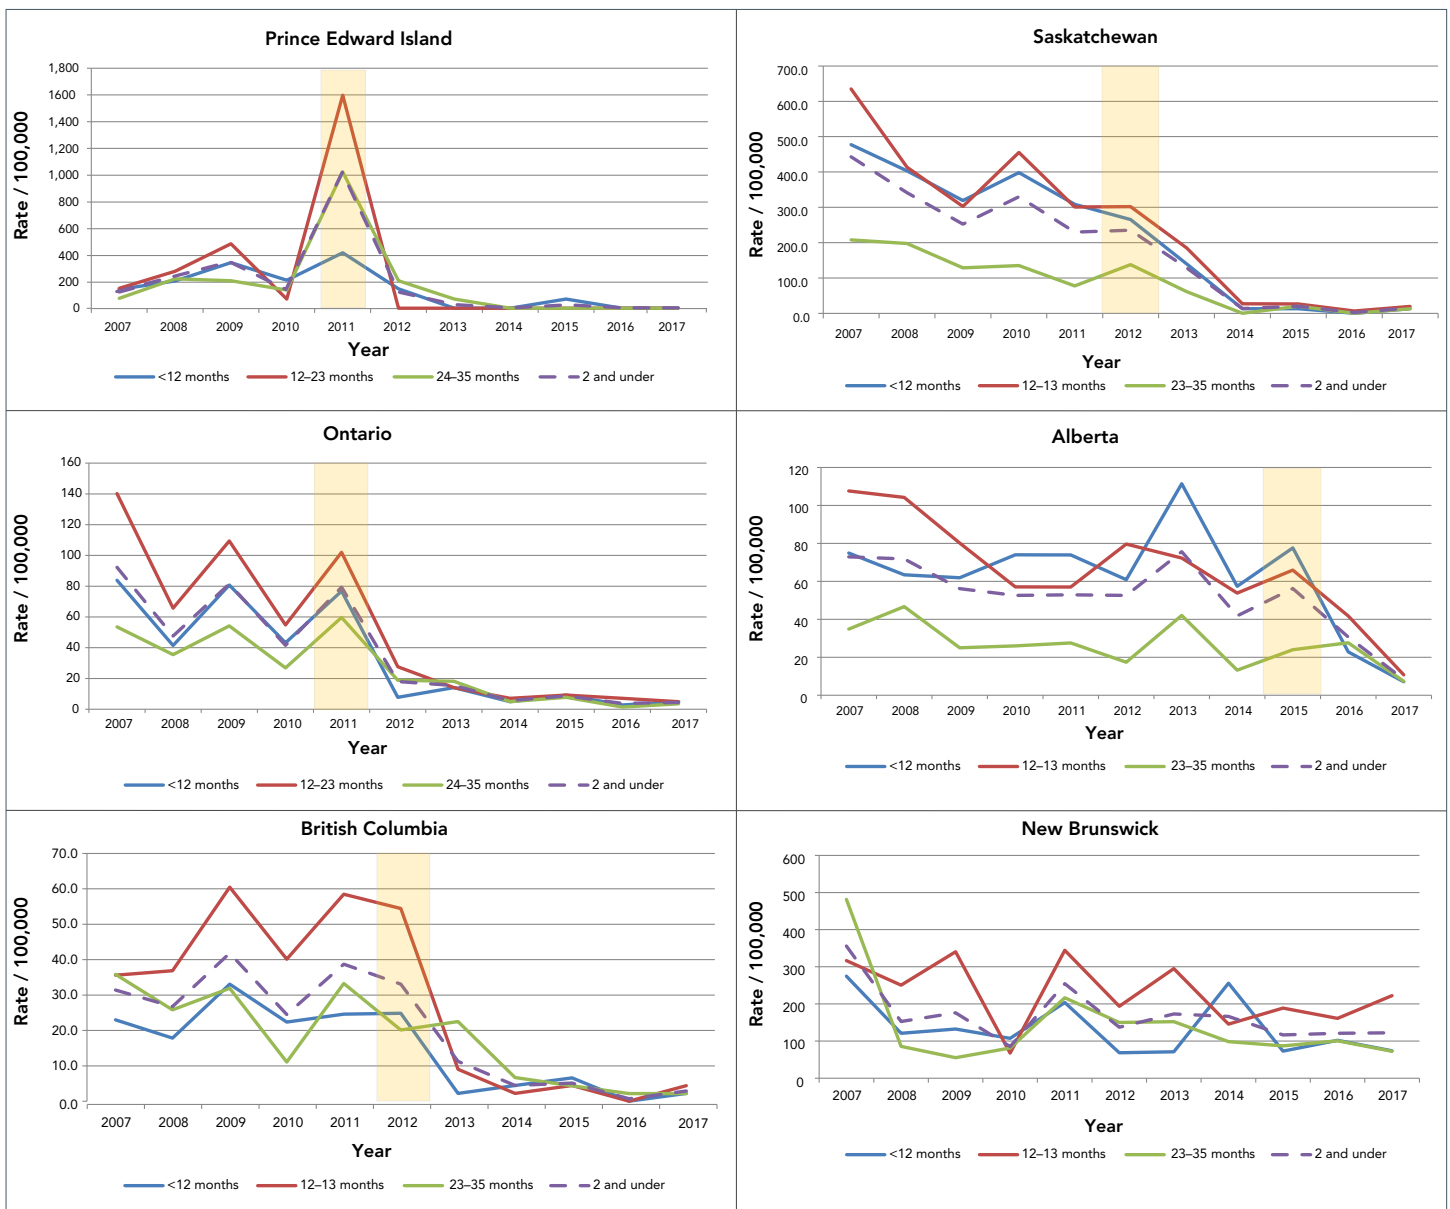 Prince Edward Island
1,800
1600
1,400
1,200
1,000
800
600
400
200
0
Rate / 100,000
2007 2008 2009 2010 2011 2012 2013 2014 2015 2016 2017
Year
<12 months 12–23 months 24–35 months 2 and under
Saskatchewan
700.0
600.0
500.0
400.0
300.0
200.0
100.0
0.0
Rate / 100,000
2007 2008 2009 2010 2011 2012 2013 2014 2015 2016 2017
Year
<12 months 12–13 months 23–35 months 2 and under
Ontario
160
140
120
100
80
60
40
20
0
Rate / 100,000
2007 2008 2009 2010 2011 2012 2013 2014 2015 2016 2017
Year
<12 months 12–23 months 24–35 months 2 and under
Alberta
120
100
80
60
40
20
0
Rate / 100,000
2007 2008 2009 2010 2011 2012 2013 2014 2015 2016 2017
Year
<12 months 12–13 months 23–35 months 2 and under
British Columbia
70.0
60.0
50.0
40.0
30.0
20.0
10.0
0.0
Rate / 100,000
2007 2008 2009 2010 2011 2012 2013 2014 2015 2016 2017
Year
<12 months 12–13 months 23–35 months 2 and under
New Brunswick
600
500
400
300
200
100
0
Rate / 100,000
2007 2008 2009 2010 2011 2012 2013 2014 2015 2016 2017
Year
<12 months 12–13 months 23–35 months 2 and under